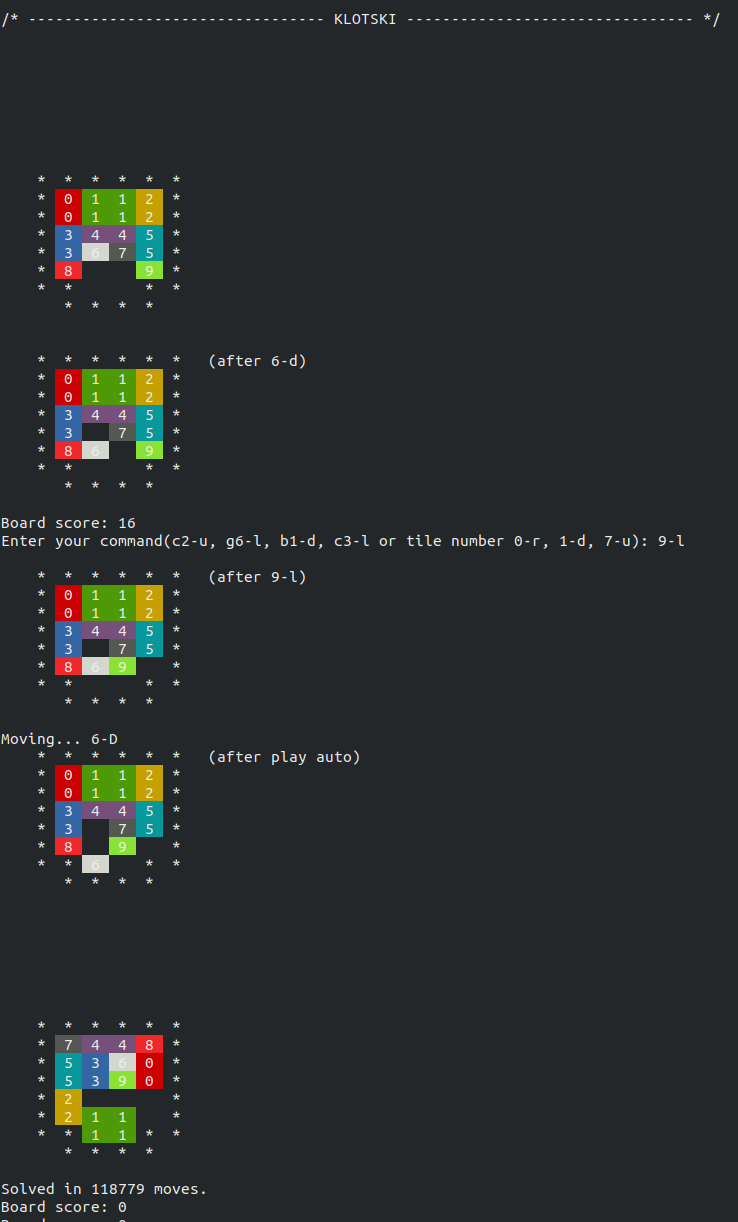 /* --------------------------------- KLOTSKI -------------------------------- */
* * * * * *
* 0 1 1 2 *
* 0 1 1 2 *
* 3 4 4 5 *
* 3 6 7 5 *
* 8     9 *
* *     * *
  * * * *
* * * * * *   (after 6-d)
* 0 1 1 2 *
* 0 1 1 2 *
* 3 4 4 5 *
* 3   7 5 *
* 8 6   9 *
* *     * *
  * * * *
Board score: 16
Enter your command(c2-u, g6-l, b1-d, c3-l or tile number 0-r, 1-d, 7-u): 9-l
* * * * * *   (after 9-l)
* 0 1 1 2 *
* 0 1 1 2 *
* 3 4 4 5 *
* 3   7 5 *
* 8 6 9   *
* *     * *
  * * * *
Moving... 6-D
* * * * * *   (after play auto)
* 0 1 1 2 *
* 0 1 1 2 *
* 3 4 4 5 *
* 3   7 5 *
* 8   9   *
* * 6   * *
  * * * *
* * * * * *
* 7 4 4 8 *
* 5 3 6 0 *
* 5 3 9 0 *
* 2       *
* 2 1 1   *
* * 1 1 * *
  * * * *
Solved in 118779 moves.
Board score: 0